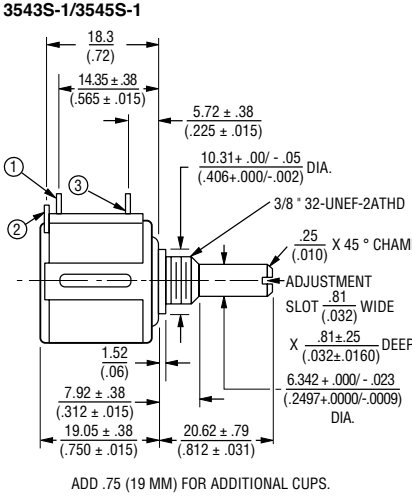 3543S-1/3545S-1
18.3
(.72)
14.35 ± .38
(.565 ± .015)
5.72 ± .38
(.225 ± .015)
1
3
2
10.31+ .00/ - .05
(.406+.000/-.002) DIA.
3/8 " 32-UNEF-2ATHD
.25
(.010) X 45 ° CHAM
ADJUSTMENT
SLOT .81 WIDE
(.032)
X .81±.25 DEEP
(.032±.0160)
1.52
(.06)
6.342 + .000/ - .023
(.2497+.0000/-.0009)
DIA.
7.92 ± .38
(.312 ± .015)
19.05 ± .38
(.750 ± .015)
20.62 ± .79
(.812 ± .031)
ADD .75 (19 MM) FOR ADDITIONAL CUPS.